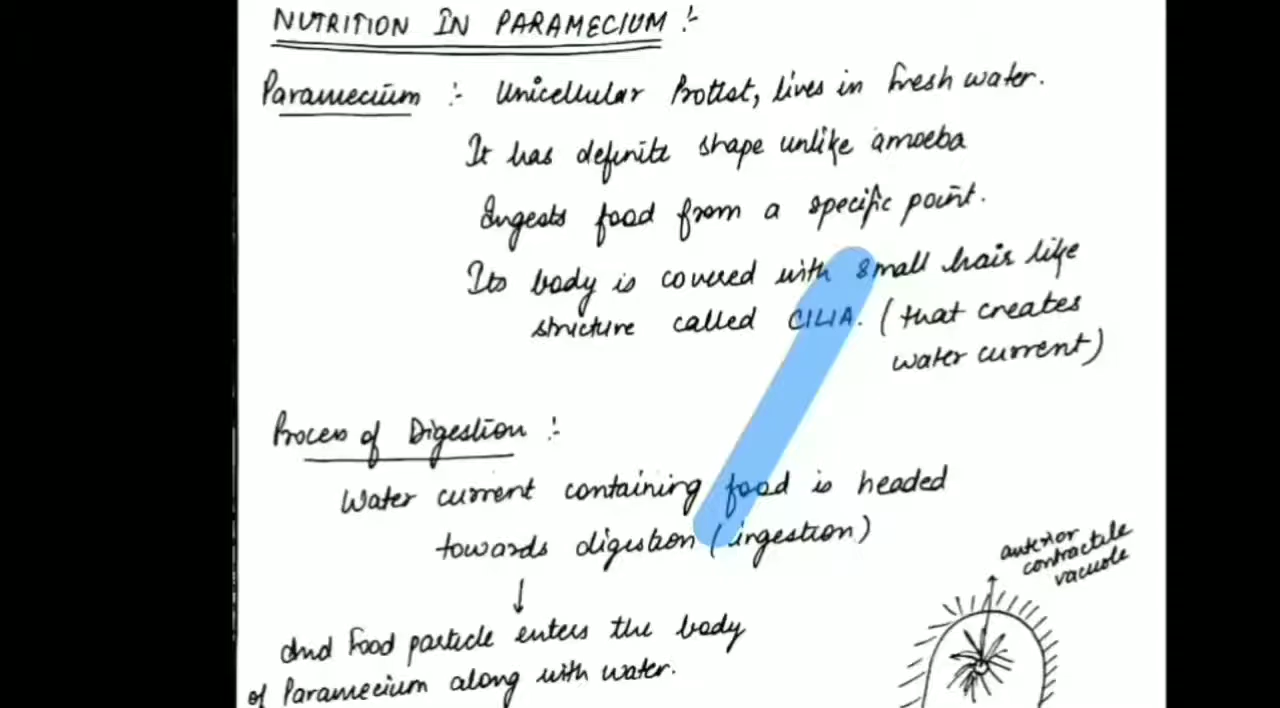 NUTRITION IN PARAMECIUM :-
Paramecium :- Unicellular Protist, lives in fresh water.
It has definite shape unlike amoeba
Ingests food from a specific point.
Its body is covered with small hair like
structure called CILIA. (that creates
water current)
Process of Digestion :-
Water current containing food is headed
towards digestion (ingestion)
↓
And Food particle enters the body
of Paramecium along with water.
anterior
contractile
vacuole